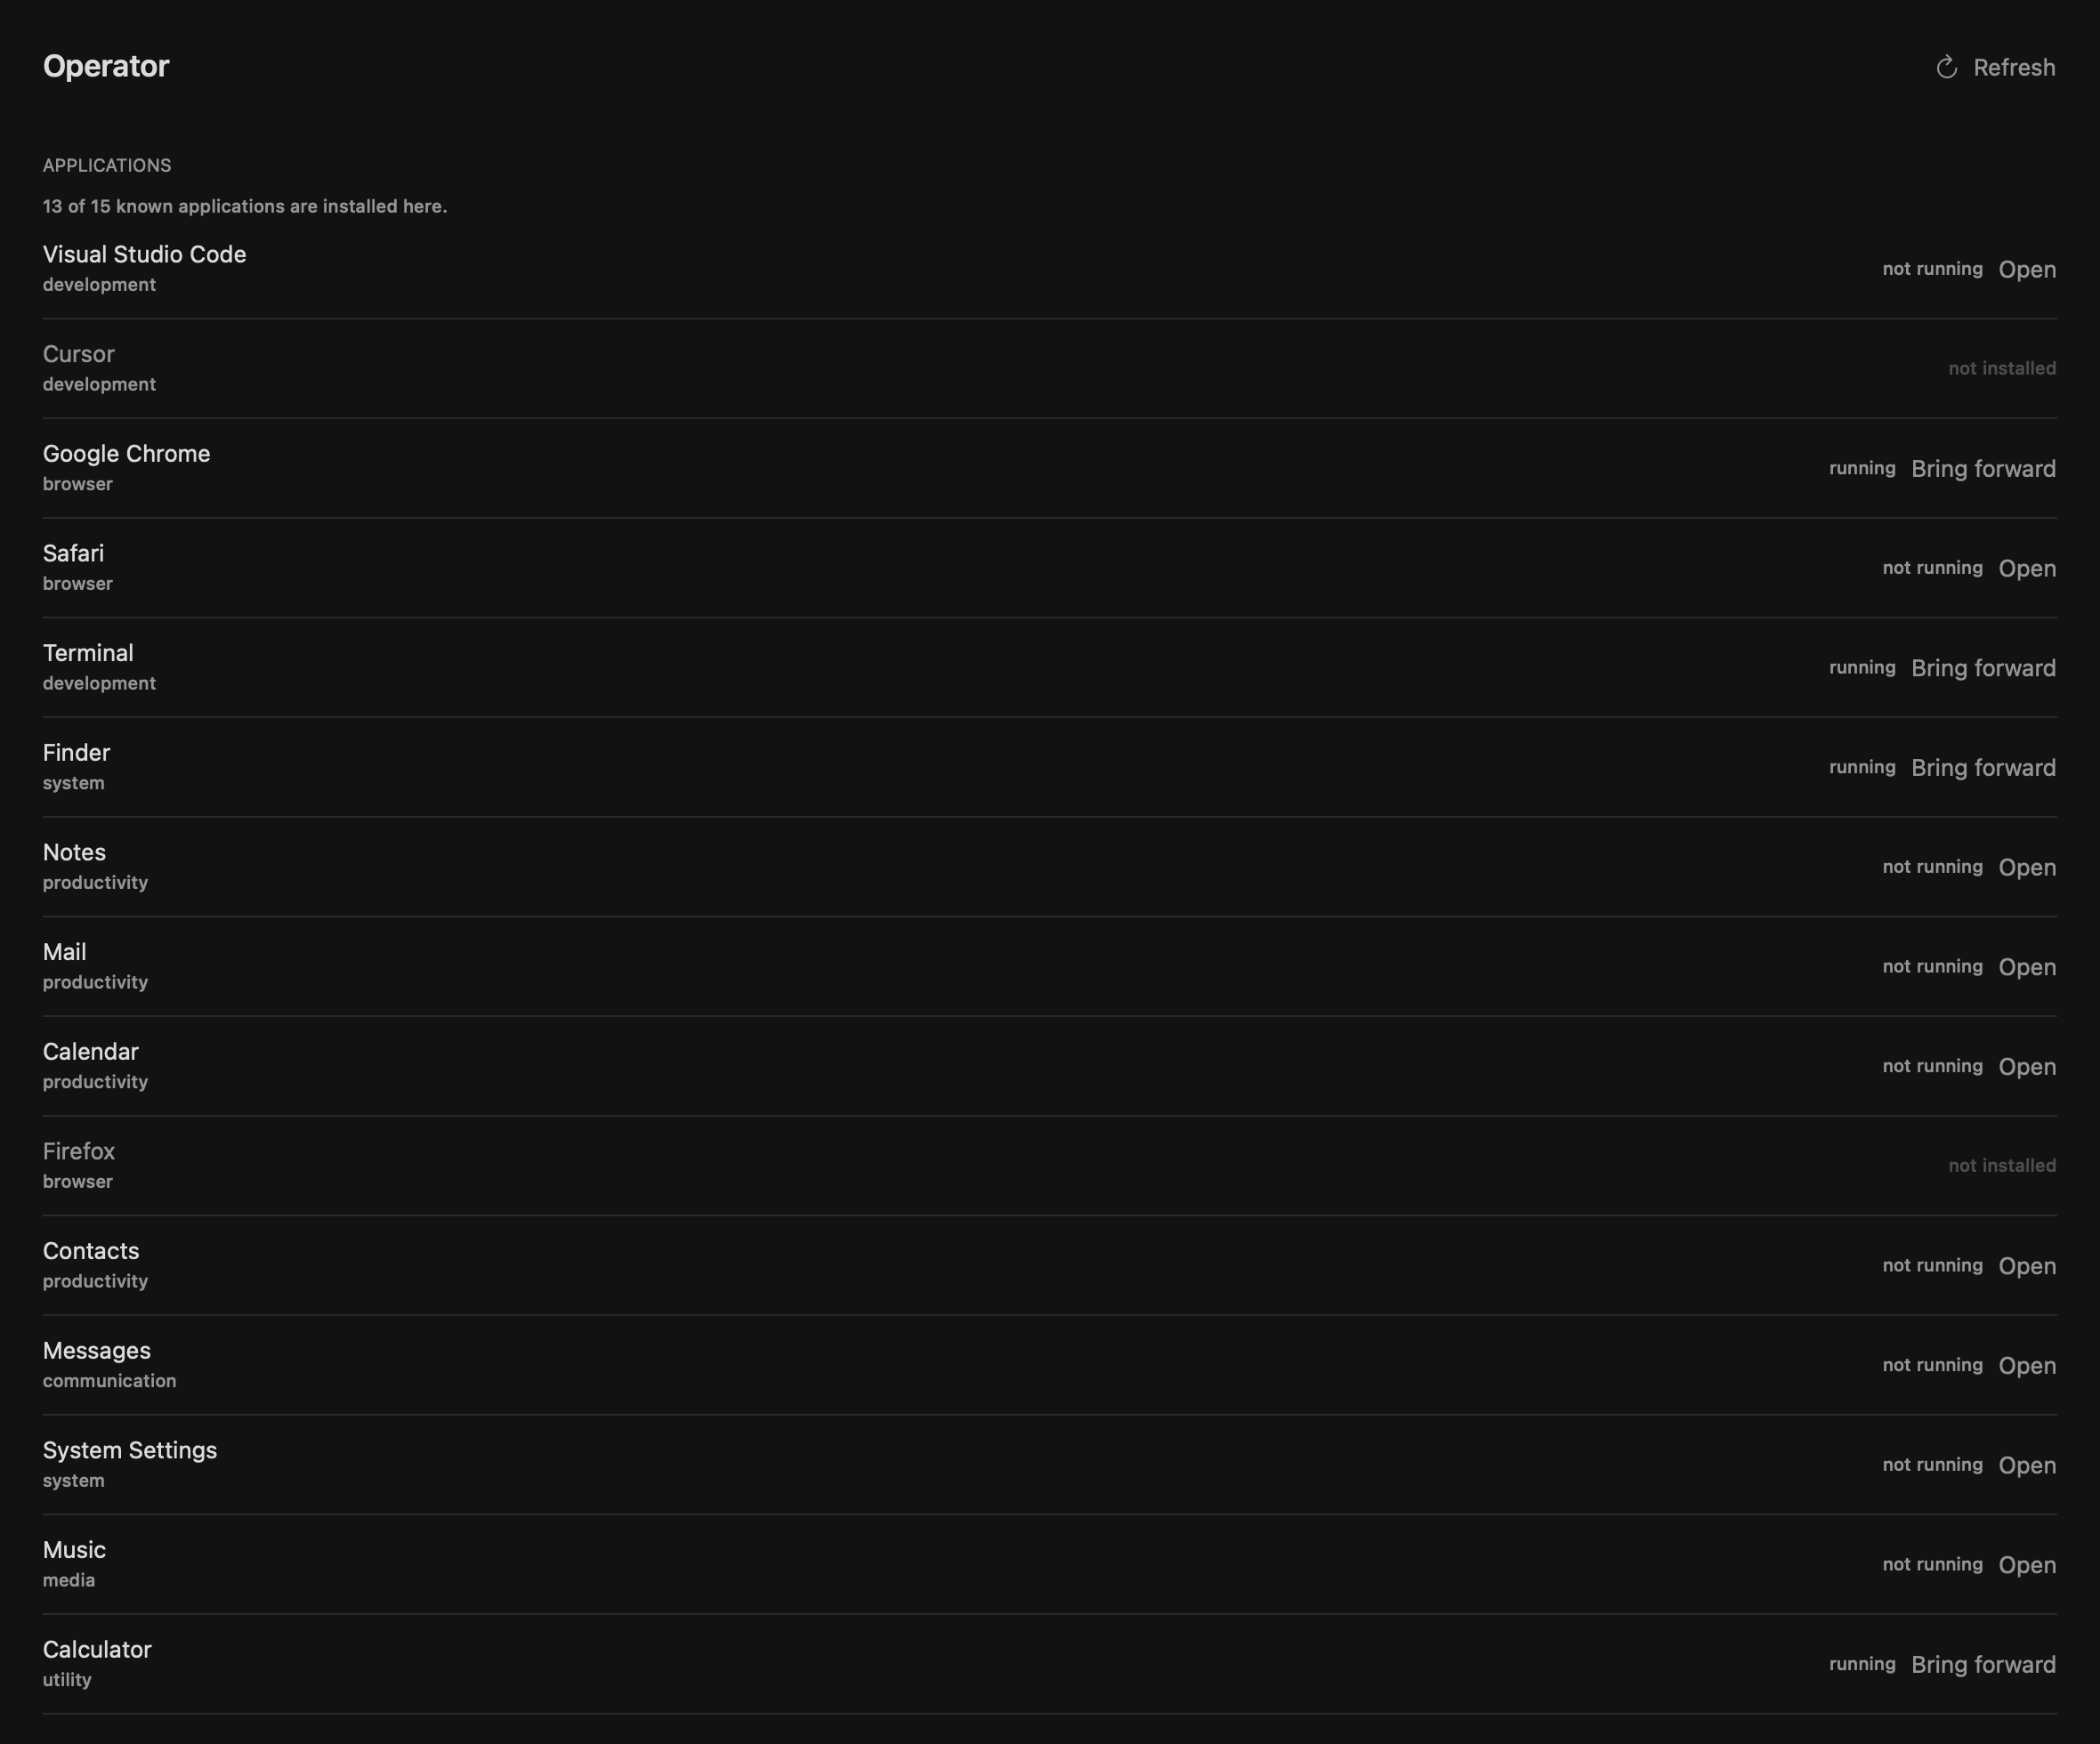 Operator
Refresh
APPLICATIONS
13 of 15 known applications are installed here.
Visual Studio Code
development
not running Open
Cursor
development
not installed
Google Chrome
browser
running Bring forward
Safari
browser
not running Open
Terminal
development
running Bring forward
Finder
system
running Bring forward
Notes
productivity
not running Open
Mail
productivity
not running Open
Calendar
productivity
not running Open
Firefox
browser
not installed
Contacts
productivity
not running Open
Messages
communication
not running Open
System Settings
system
not running Open
Music
media
not running Open
Calculator
utility
running Bring forward